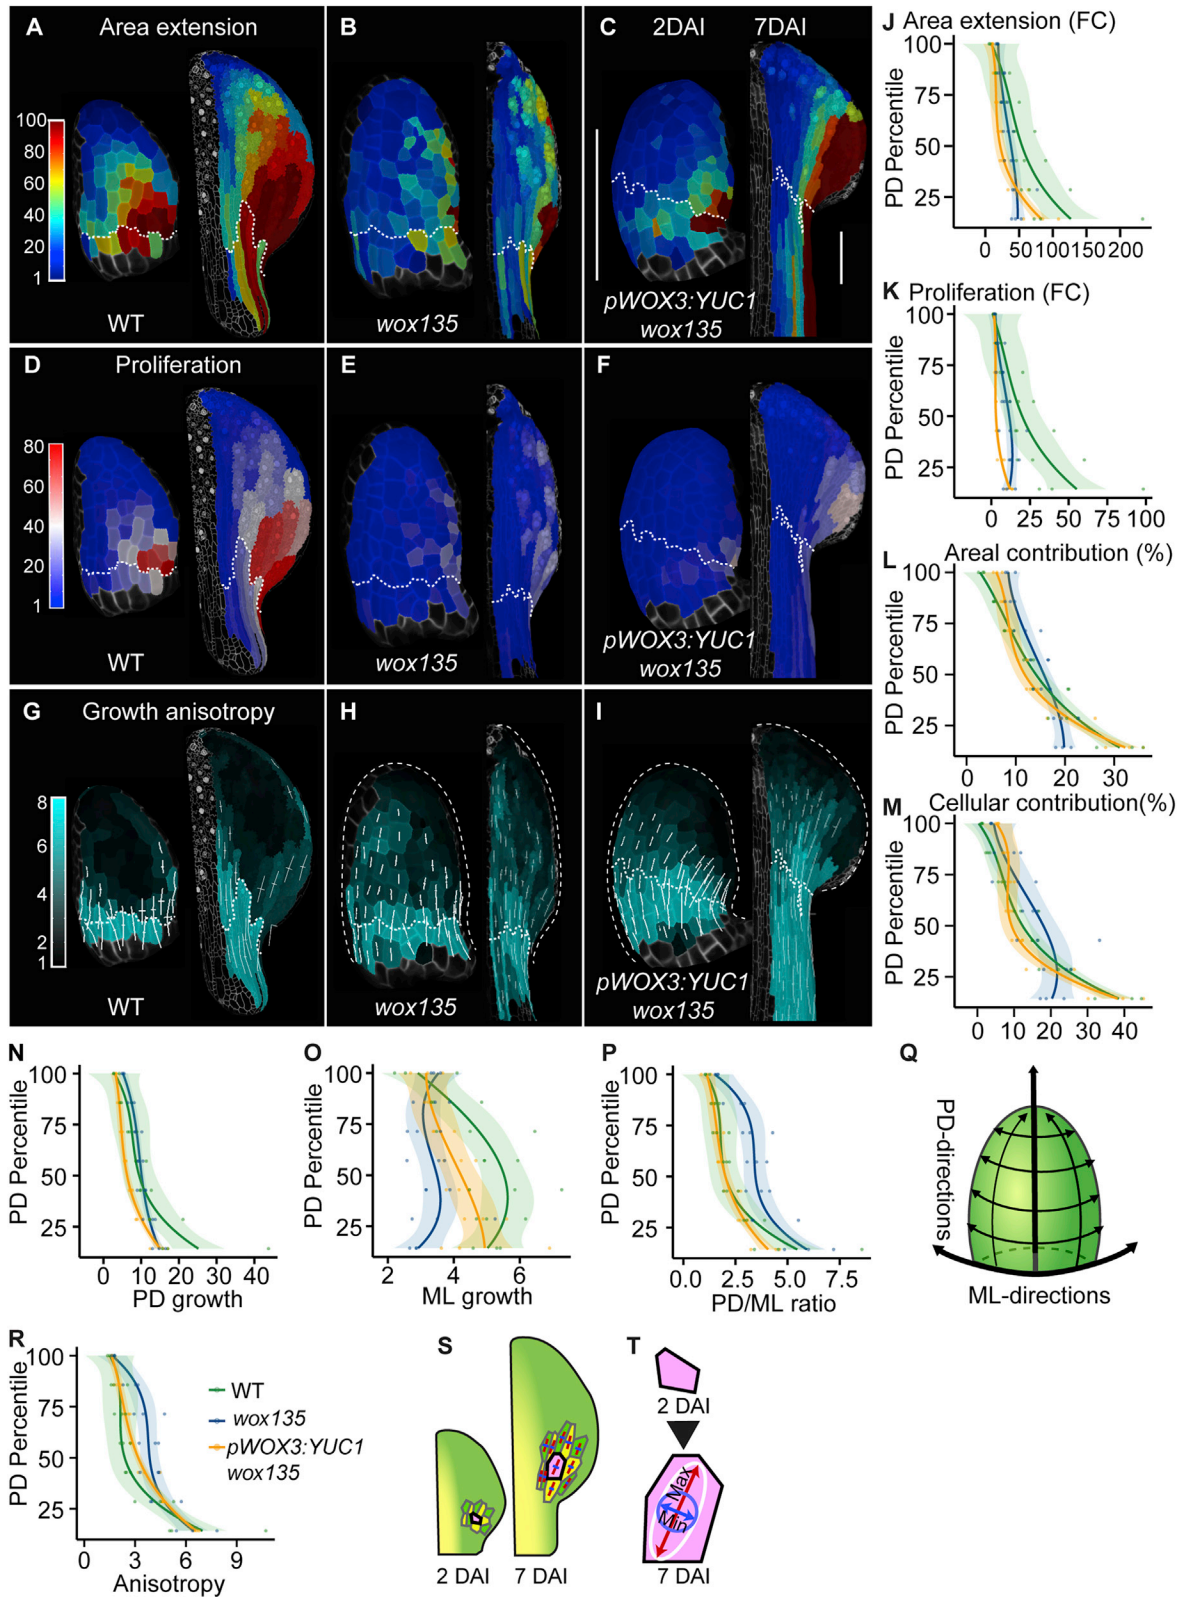 A Area extension
100
80
60
40
20
1
WT
B
wox135
C 2DAI 7DAI
pWOX3:YUC1
wox135
D Proliferation
80
60
40
20
1
WT
E
wox135
F
pWOX3:YUC1
wox135
G Growth anisotropy
8
6
4
2
1
WT
H
wox135
I
pWOX3:YUC1
wox135
J Area extension (FC)
PD Percentile
100
75
50
25
0 50 100 150 200
K Proliferation (FC)
PD Percentile
100
75
50
25
0 25 50 75 100
L Areal contribution (%)
PD Percentile
100
75
50
25
0 10 20 30
M Cellular contribution(%)
PD Percentile
100
75
50
25
0 10 20 30 40
N
PD Percentile
100
75
50
25
0 10 20 30 40
PD growth
O
PD Percentile
100
75
50
25
2 4 6
ML growth
P
PD Percentile
100
75
50
25
0.0 2.5 5.0 7.5
PD/ML ratio
Q
PD-directions
ML-directions
R
PD Percentile
100
75
50
25
0 3 6 9
Anisotropy
WT
wox135
pWOX3:YUC1
wox135
S
2 DAI 7 DAI
T
2 DAI
Max
Min
7 DAI